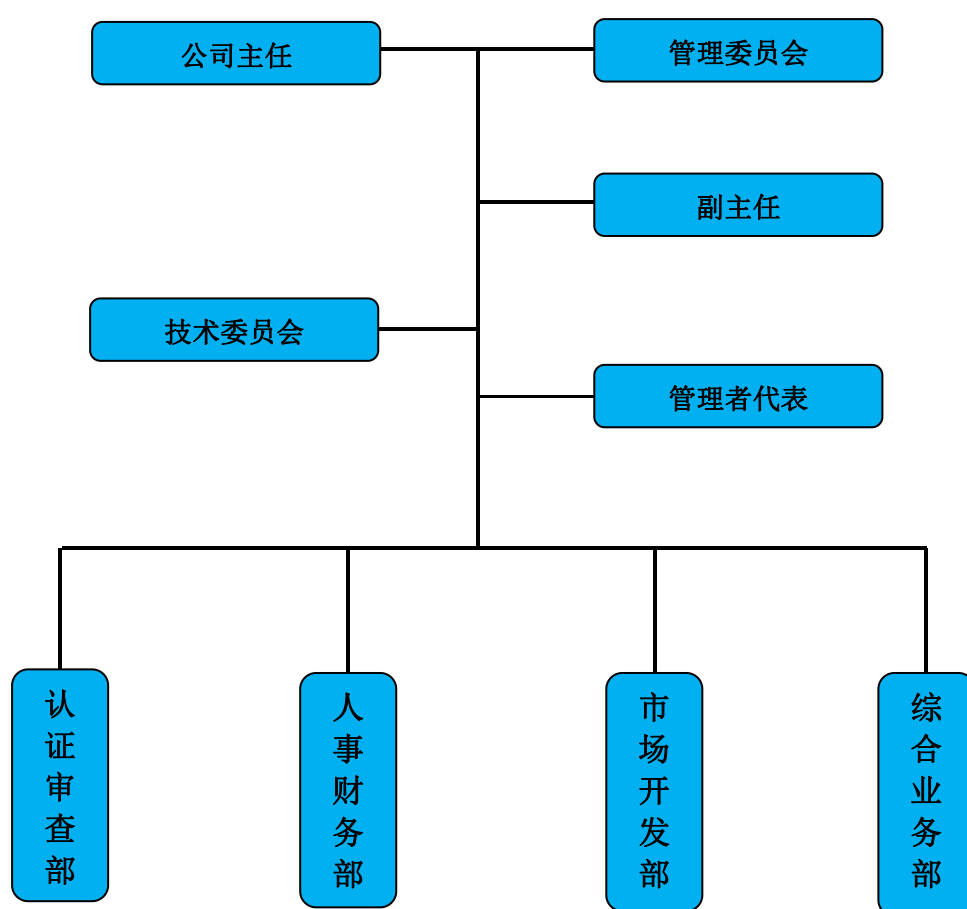 公司主任
管理委员会
副主任
技术委员会
管理者代表
认证审查部
人事财务部
市场开发部
综合业务部